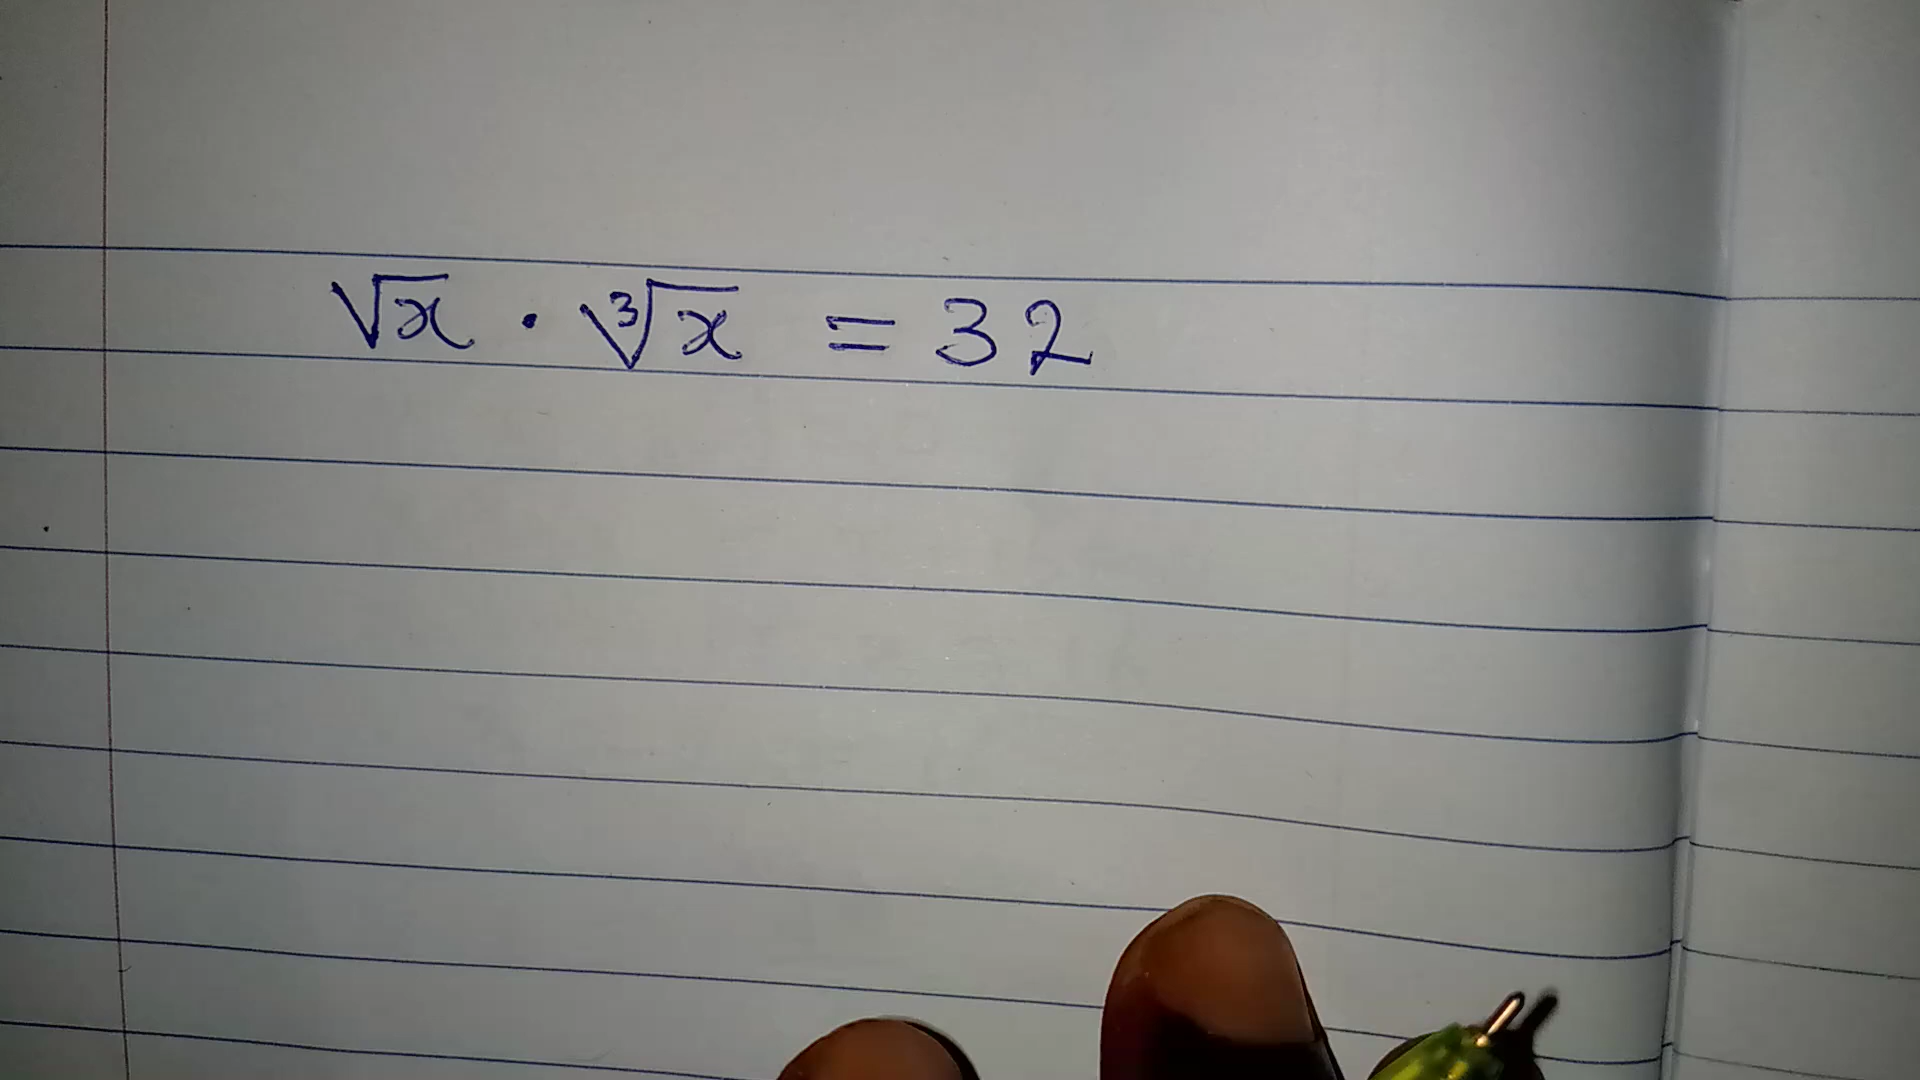 √x · ∛x = 32